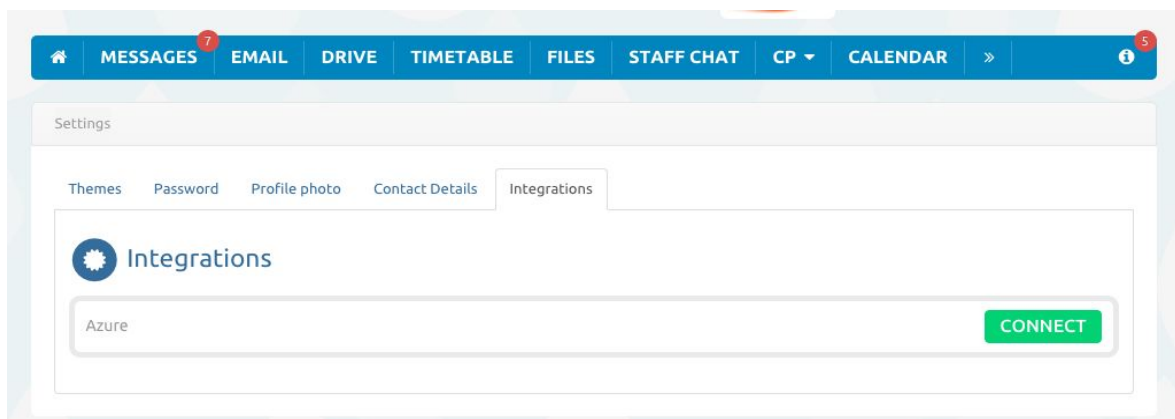 7 5
MESSAGES EMAIL DRIVE TIMETABLE FILES STAFF CHAT CP CALENDAR »
Settings
Themes Password Profile photo Contact Details Integrations
Integrations
Azure CONNECT